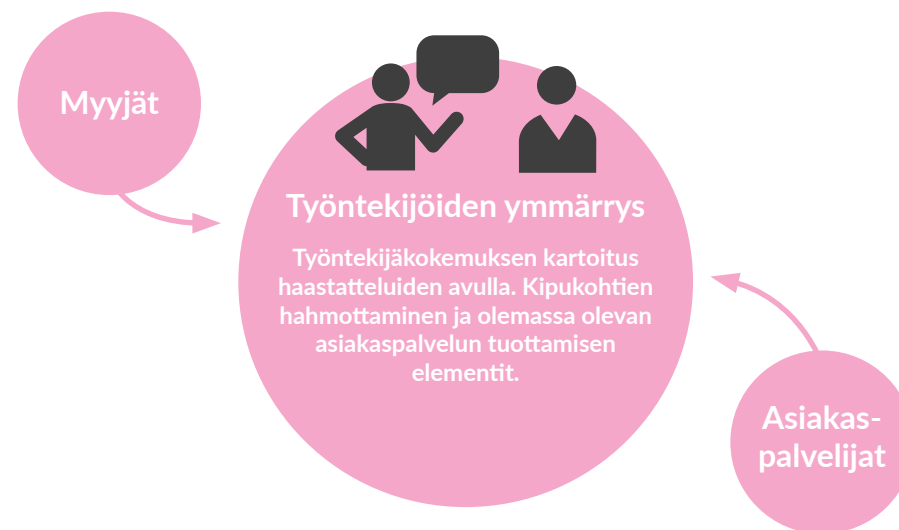 Myyjät
Työntekijöiden ymmärrys
Työntekijäkokemuksen kartoitus
haastatteluiden avulla. Kipukohtien
hahmottaminen ja olemassa olevan
asiakaspalvelun tuottamisen
elementit.
Asiakas-
palvelijat